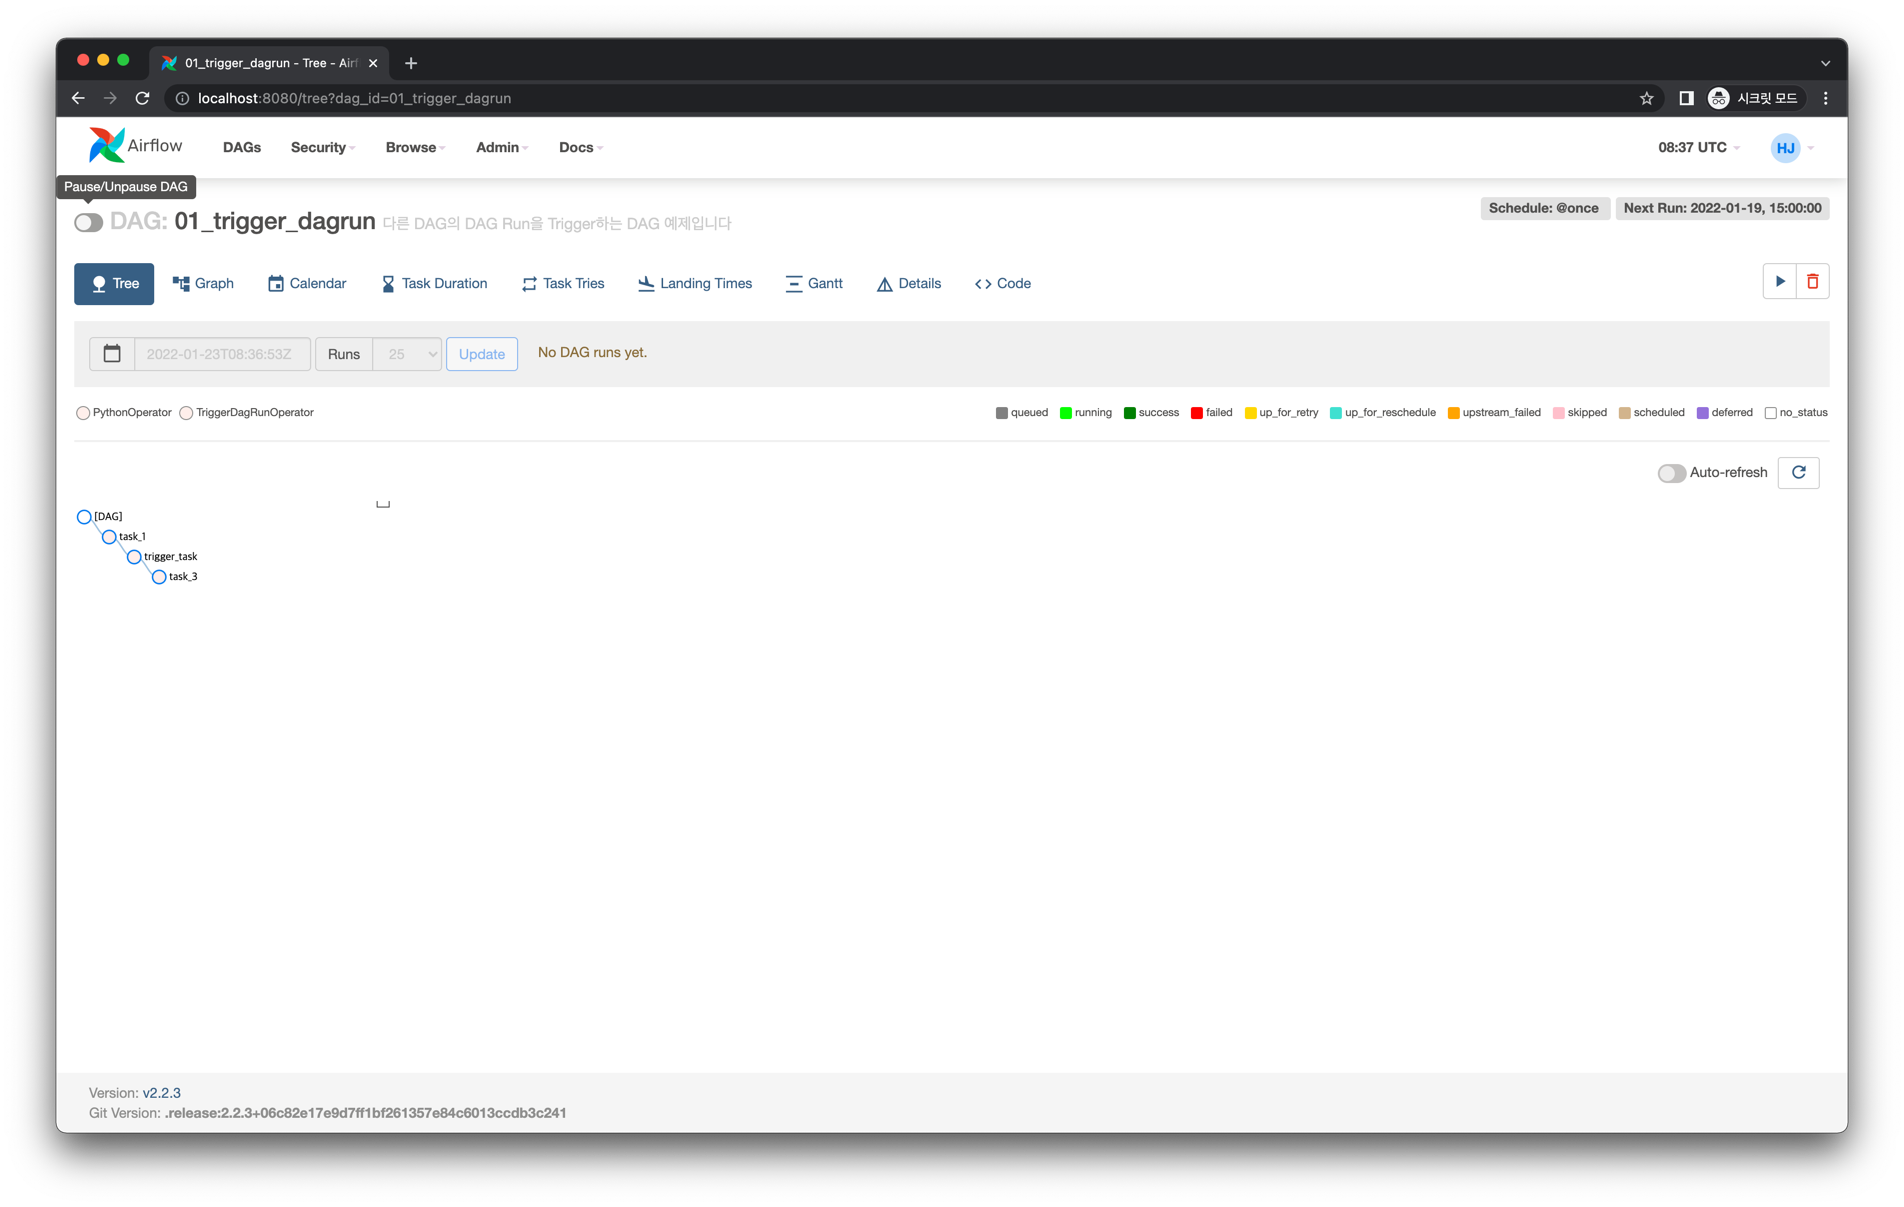 01_trigger_dagrun - Tree - Airf
localhost:8080/tree?dag_id=01_trigger_dagrun
시크릿 모드
Airflow
DAGs
Security
Browse
Admin
Docs
08:37 UTC
HJ
Pause/Unpause DAG
DAG: 01_trigger_dagrun 다른 DAG의 DAG Run을 Trigger하는 DAG 예제입니다
Schedule: @once
Next Run: 2022-01-19, 15:00:00
Tree
Graph
Calendar
Task Duration
Task Tries
Landing Times
Gantt
Details
Code
2022-01-23T08:36:53Z
Runs
25
Update
No DAG runs yet.
PythonOperator
TriggerDagRunOperator
queued
running
success
failed
up_for_retry
up_for_reschedule
upstream_failed
skipped
scheduled
deferred
no_status
Auto-refresh
[DAG]
task_1
trigger_task
task_3
Version: v2.2.3
Git Version: .release:2.2.3+06c82e17e9d7ff1bf261357e84c6013ccdb3c241